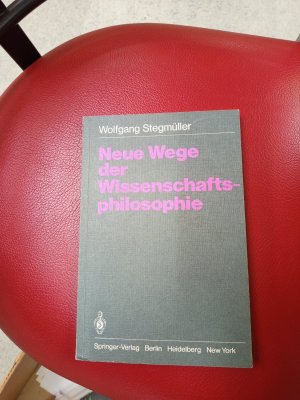 Wolfgang Stegmüller
Neue Wege
der
Wissenschafts-
philosophie
Springer-Verlag Berlin Heidelberg New York